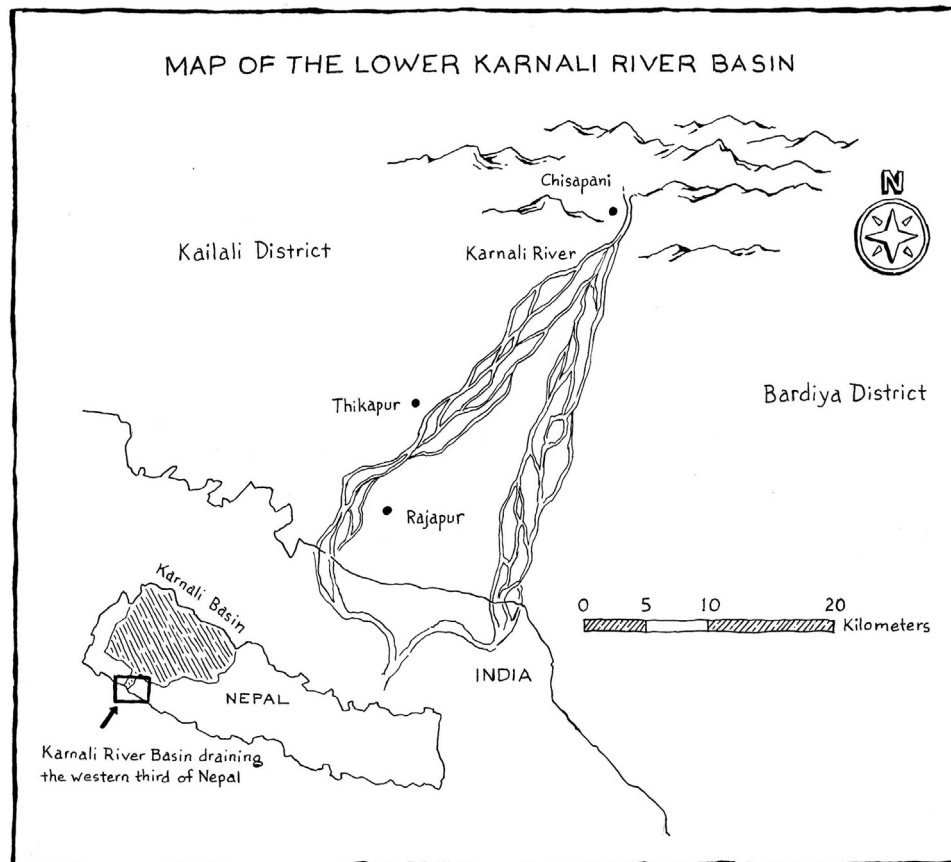 MAP OF THE LOWER KARNALI RIVER BASIN
Chisapani
N
Kailali District
Karnali River
Bardiya District
Thikapur
Rajapur
Karnali Basin
0 5 10 20
Kilometers
INDIA
NEPAL
Karnali River Basin draining
the western third of Nepal